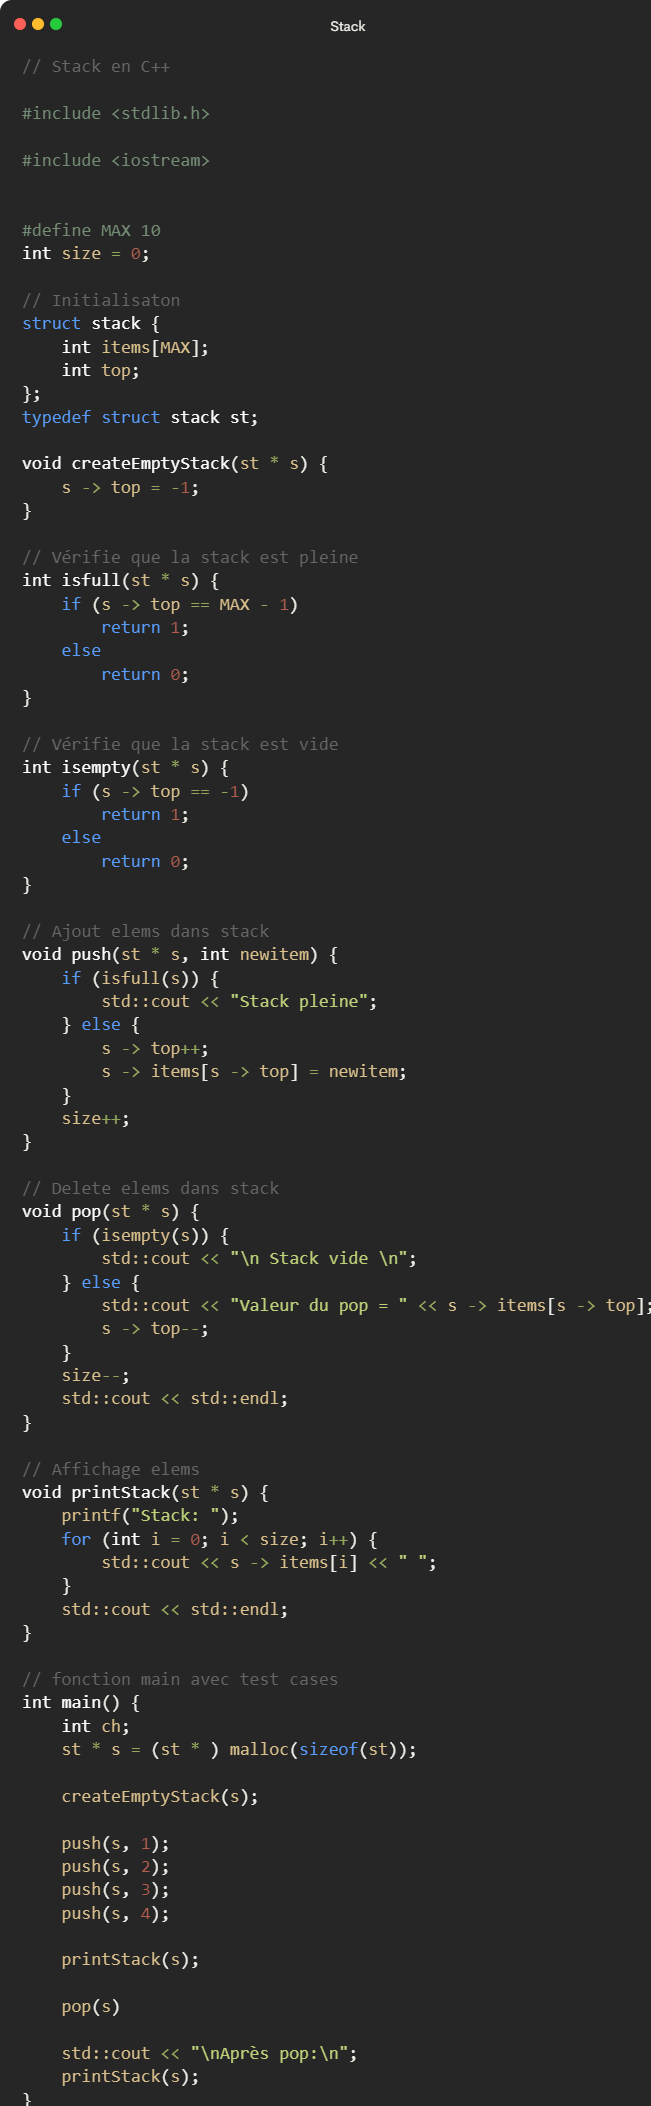 Stack
// Stack en C++
#include <stdlib.h>
#include <iostream>
#define MAX 10
int size = 0;
// Initialisaton
struct stack {
    int items[MAX];
    int top;
};
typedef struct stack st;
void createEmptyStack(st * s) {
    s -> top = -1;
}
// Vérifie que la stack est pleine
int isfull(st * s) {
    if (s -> top == MAX - 1)
        return 1;
    else
        return 0;
}
// Vérifie que la stack est vide
int isempty(st * s) {
    if (s -> top == -1)
        return 1;
    else
        return 0;
}
// Ajout elems dans stack
void push(st * s, int newitem) {
    if (isfull(s)) {
        std::cout << "Stack pleine";
    } else {
        s -> top++;
        s -> items[s -> top] = newitem;
    }
    size++;
}
// Delete elems dans stack
void pop(st * s) {
    if (isempty(s)) {
        std::cout << "\n Stack vide \n";
    } else {
        std::cout << "Valeur du pop = " << s -> items[s -> top];
        s -> top--;
    }
    size--;
    std::cout << std::endl;
}
// Affichage elems
void printStack(st * s) {
    printf("Stack: ");
    for (int i = 0; i < size; i++) {
        std::cout << s -> items[i] << " ";
    }
    std::cout << std::endl;
}
// fonction main avec test cases
int main() {
    int ch;
    st * s = (st * ) malloc(sizeof(st));
    createEmptyStack(s);
    push(s, 1);
    push(s, 2);
    push(s, 3);
    push(s, 4);
    printStack(s);
    pop(s)
    std::cout << "\nAprès pop:\n";
    printStack(s);
}